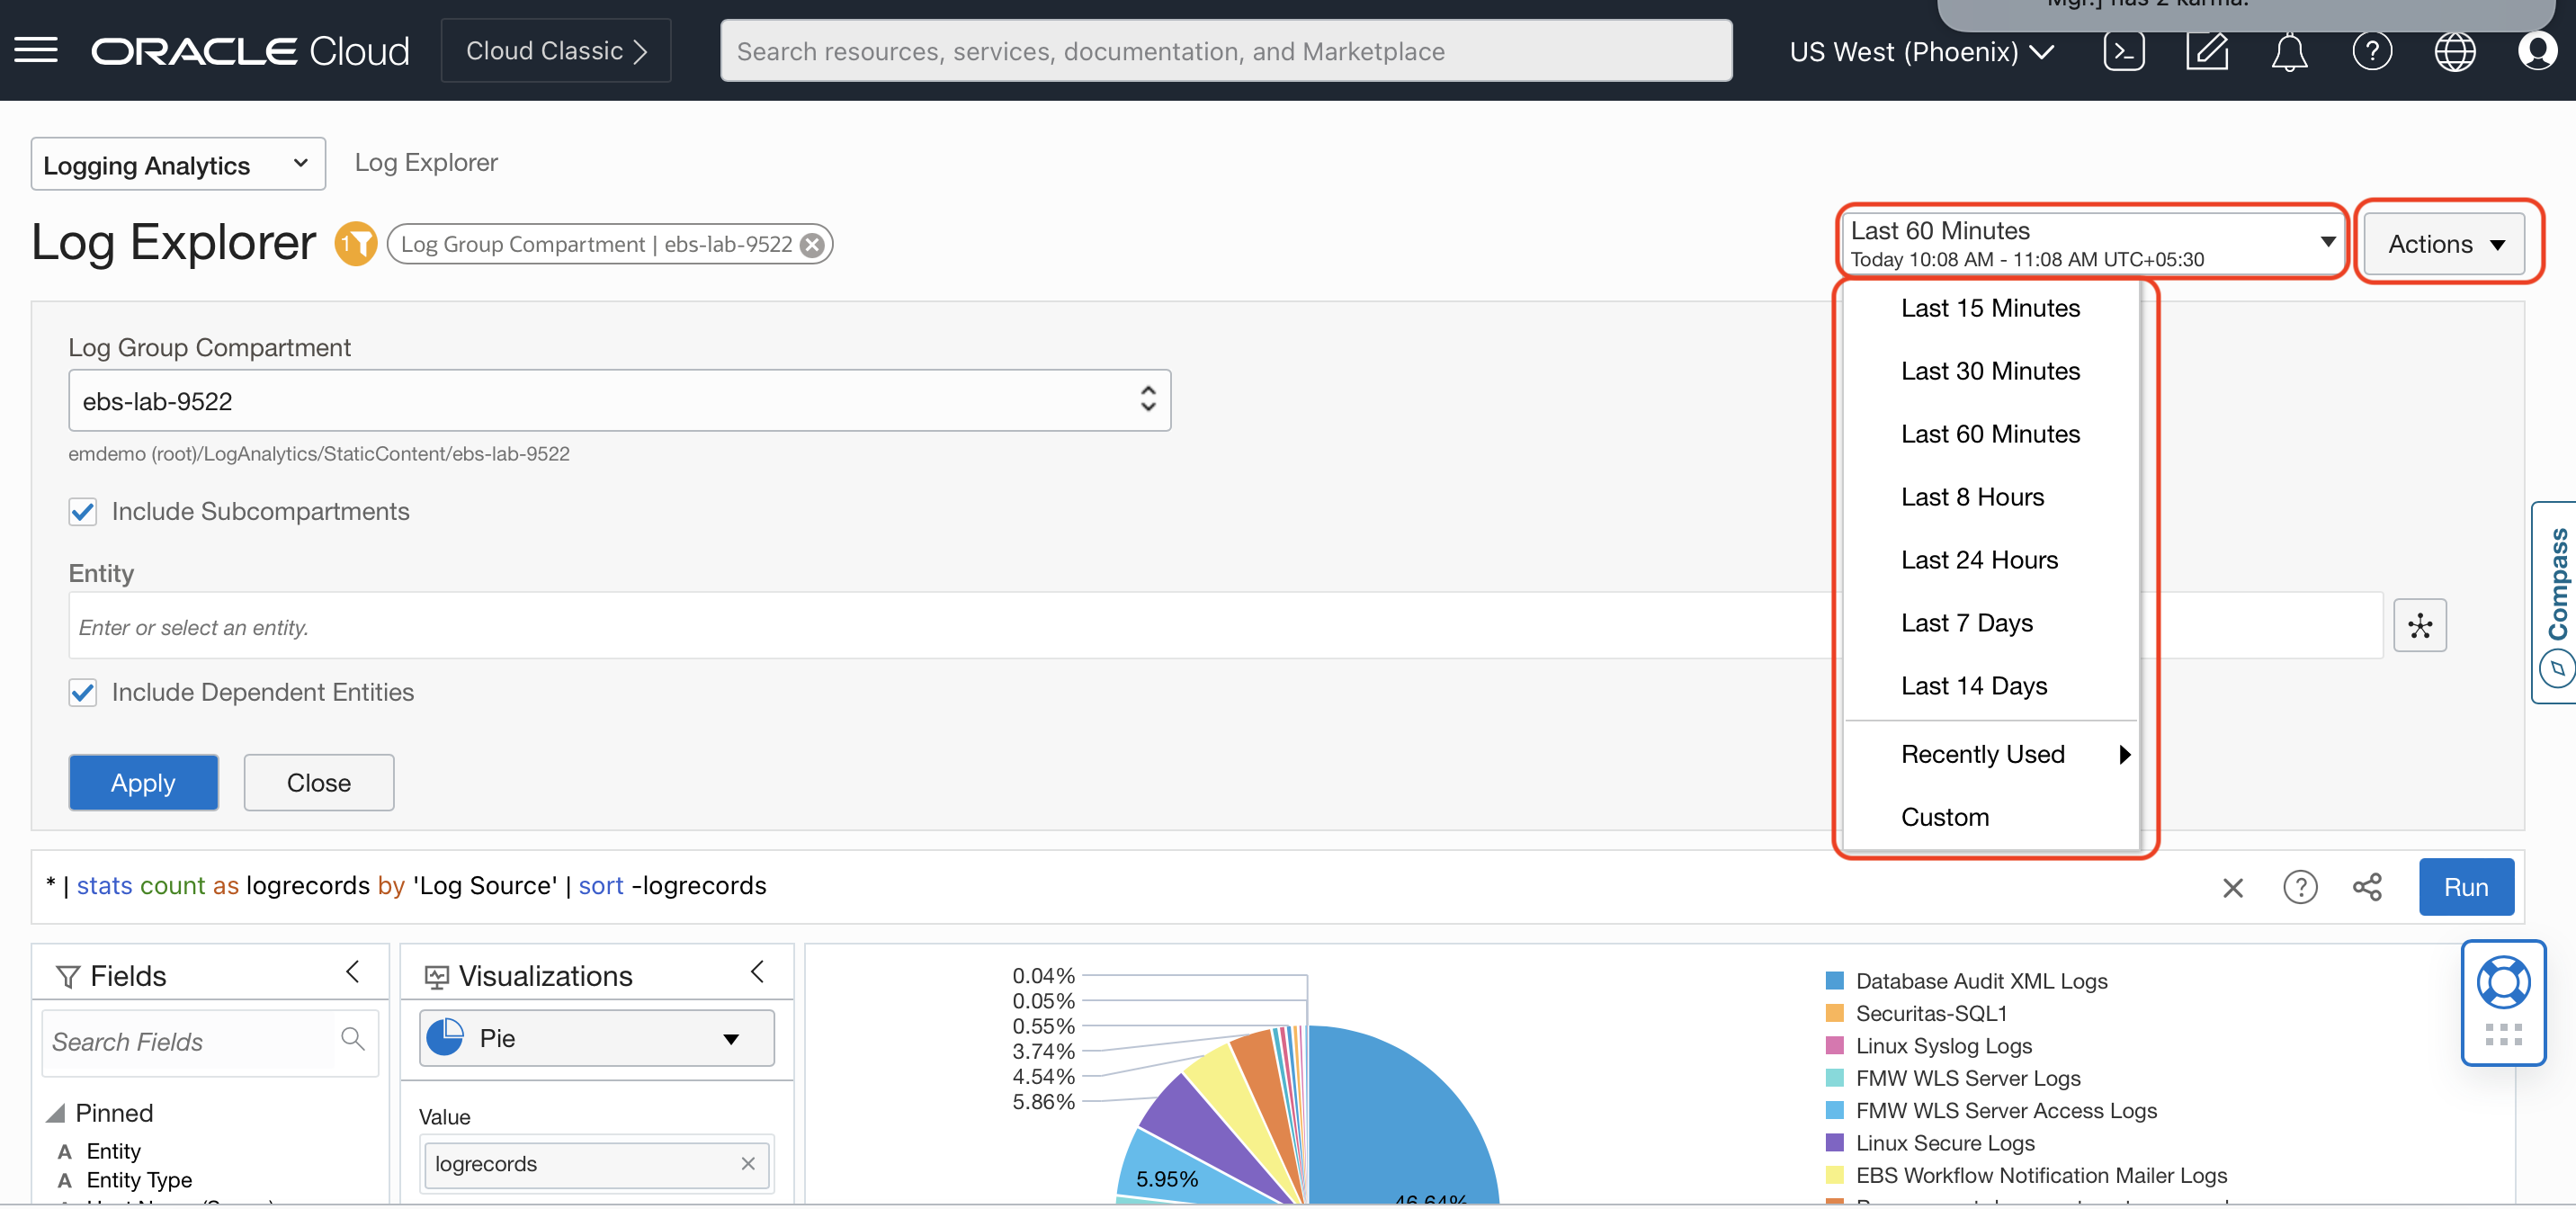 Mgr.] has 2 karma.
ORACLE Cloud
Cloud Classic
Search resources, services, documentation, and Marketplace
US West (Phoenix)
Logging Analytics
Log Explorer
Log Explorer
1
Log Group Compartment | ebs-lab-9522
Last 60 Minutes
Today 10:08 AM - 11:08 AM UTC+05:30
Actions
Last 15 Minutes
Last 30 Minutes
Last 60 Minutes
Last 8 Hours
Last 24 Hours
Last 7 Days
Last 14 Days
Recently Used
Custom
Log Group Compartment
ebs-lab-9522
emdemo (root)/LogAnalytics/StaticContent/ebs-lab-9522
Include Subcompartments
Entity
Enter or select an entity.
Include Dependent Entities
Apply
Close
Compass
* | stats count as logrecords by 'Log Source' | sort -logrecords
Run
Fields
Search Fields
Pinned
A Entity
A Entity Type
Visualizations
Pie
Value
logrecords
0.04%
0.05%
0.55%
3.74%
4.54%
5.86%
5.95%
46.64%
Database Audit XML Logs
Securitas-SQL1
Linux Syslog Logs
FMW WLS Server Logs
FMW WLS Server Access Logs
Linux Secure Logs
EBS Workflow Notification Mailer Logs